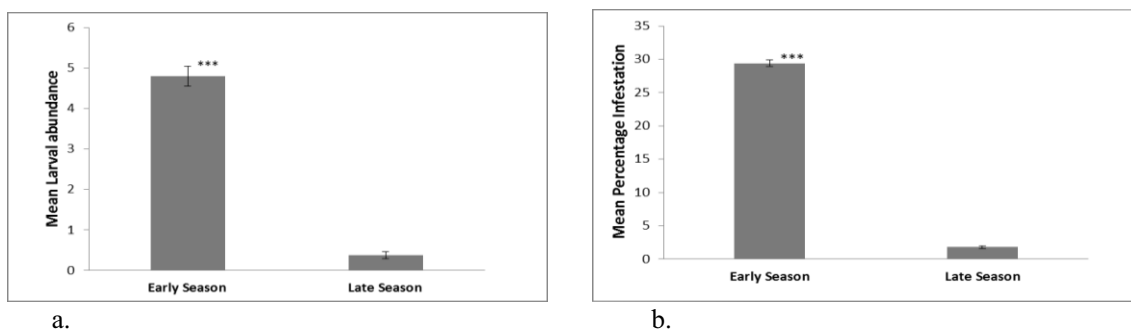 Mean Larval abundance
6
5
4
3
2
1
0
***
Early Season
Late Season
a.
Mean Percentage Infestation
35
30
25
20
15
10
5
0
***
Early Season
Late Season
b.